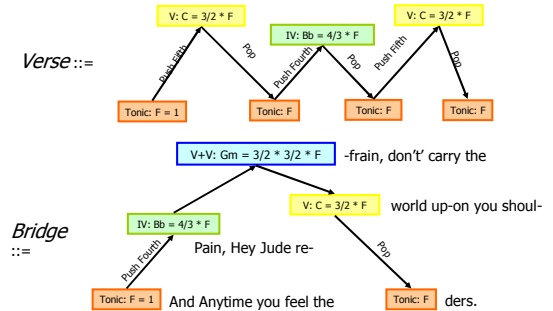 V: C = 3/2 * F
V: C = 3/2 * F
IV: Bb = 4/3 * F
Verse ::=
Push Fifth
Pop
Push Fourth
Pop
Push Fifth
Pop
Tonic: F = 1
Tonic: F
Tonic: F
Tonic: F
V+V: Gm = 3/2 * 3/2 * F
-frain, don't' carry the
V: C = 3/2 * F
world up-on you shoul-
IV: Bb = 4/3 * F
Bridge
::=
Pain, Hey Jude re-
Push Fourth
Pop
Tonic: F = 1
And Anytime you feel the
Tonic: F
ders.